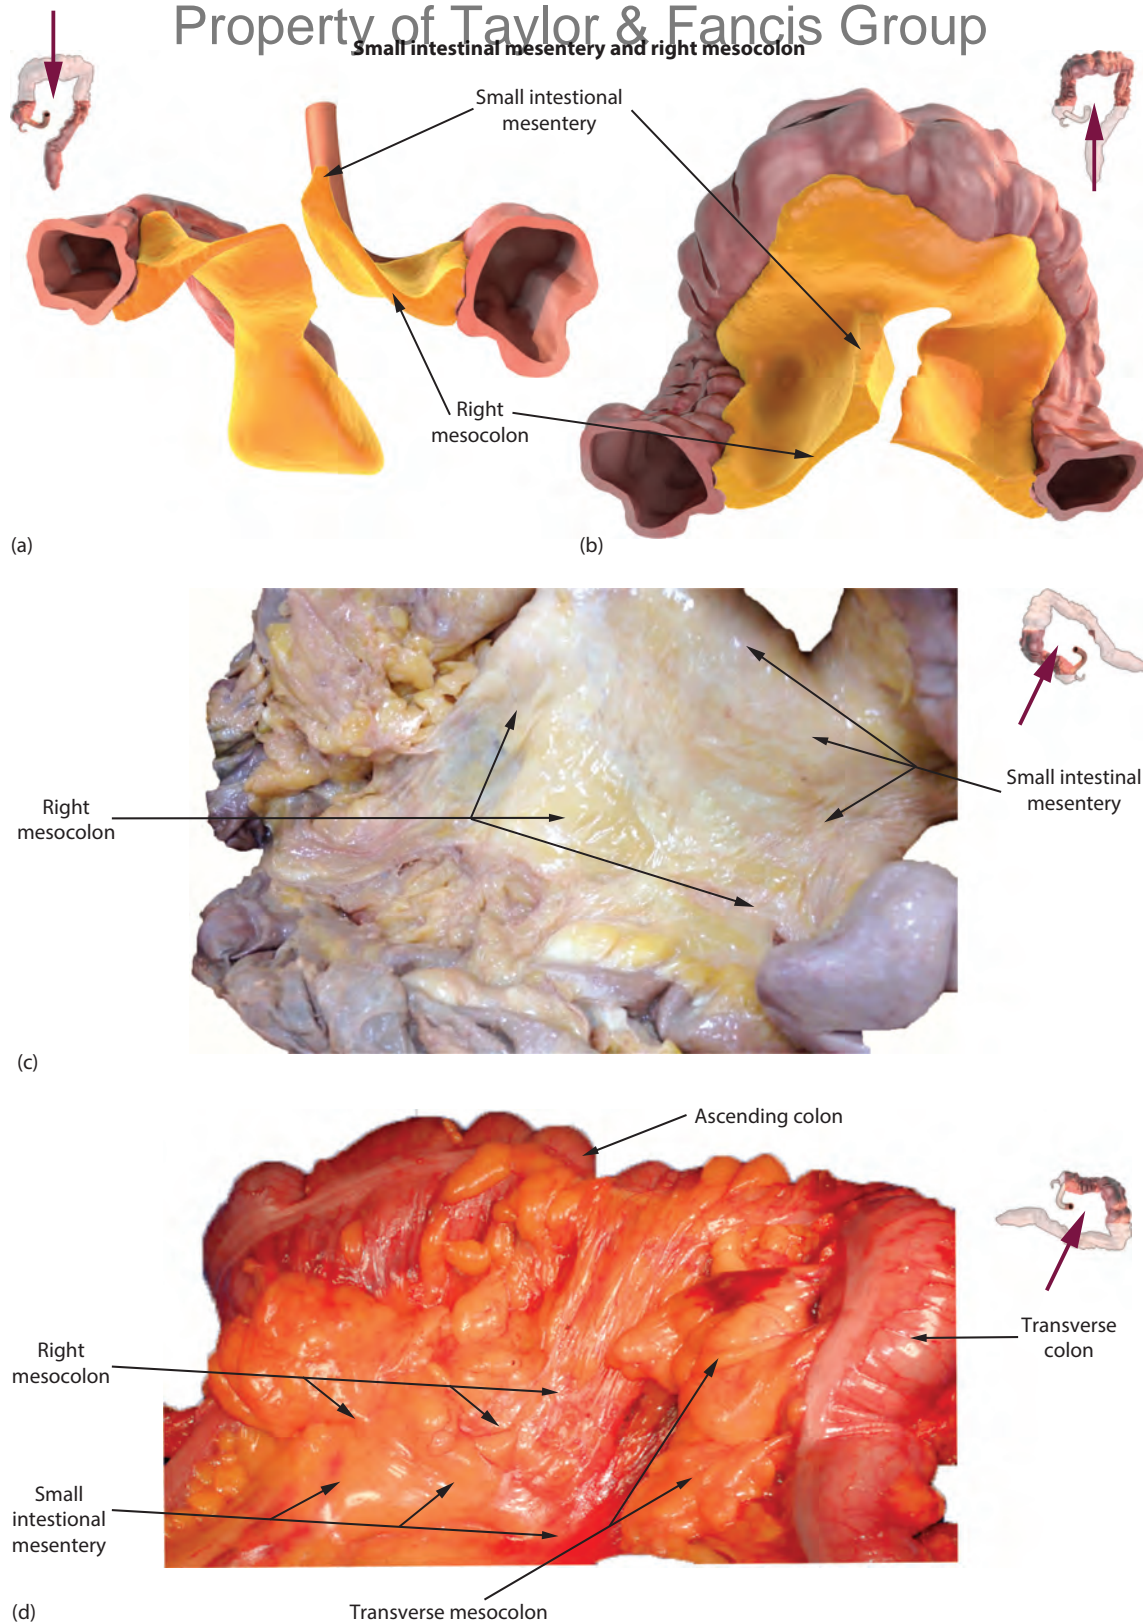 Property of Taylor & Fancis Group
Small intestinal mesentery and right mesocolon
Small intestional
mesentery
Right
mesocolon
(a)
(b)
Right
mesocolon
Small intestinal
mesentery
(c)
Ascending colon
Transverse
colon
Right
mesocolon
Small
intestional
mesentery
Transverse mesocolon
(d)